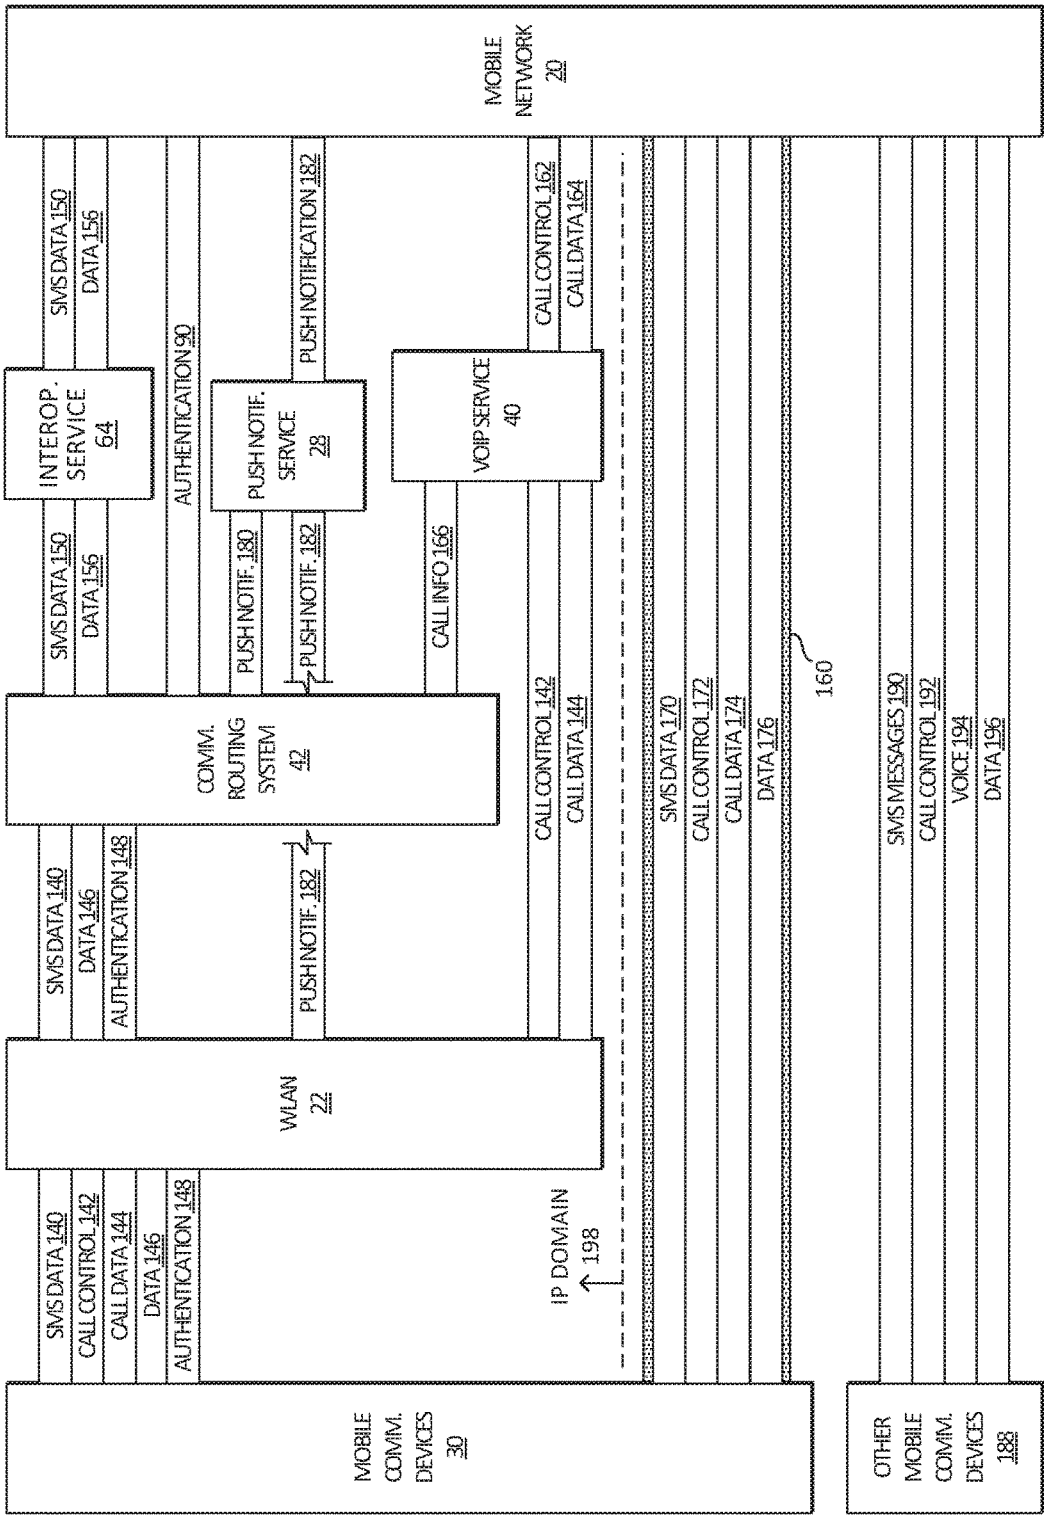 MOBILE
COMM.
DEVICES
30
SMS DATA 140
CALL CONTROL 142
CALL DATA 144
DATA 146
AUTHENTICATION 148
WLAN
22
SMS DATA 140
DATA 146
AUTHENTICATION 148
PUSH NOTIF. 182
COMM.
ROUTING
SYSTEM
42
SMS DATA 150
DATA 156
INTEROP.
SERVICE
64
SMS DATA 150
DATA 156
AUTHENTICATION 90
PUSH NOTIF. 180
PUSH NOTIF. 182
PUSH NOTIF.
SERVICE
28
PUSH NOTIFICATION 182
CALL INFO 166
VOIP SERVICE
40
CALL CONTROL 142
CALL DATA 144
CALL CONTROL 162
CALL DATA 164
MOBILE
NETWORK
20
IP DOMAIN
198
SMS DATA 170
CALL CONTROL 172
CALL DATA 174
DATA 176
160
OTHER
MOBILE
COMM.
DEVICES
188
SMS MESSAGES 190
CALL CONTROL 192
VOICE 194
DATA 196